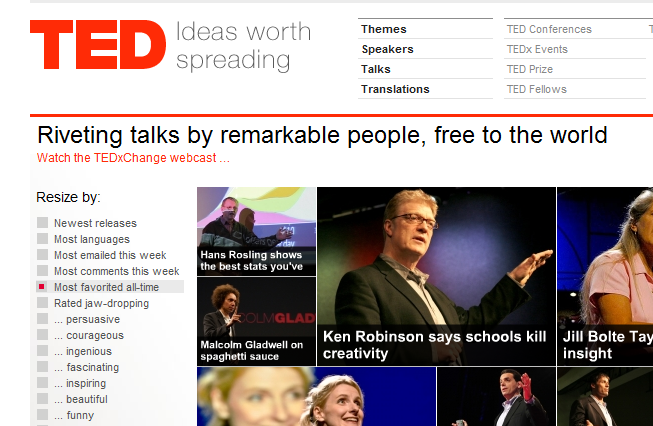 TED Ideas worth
spreading
Themes
Speakers
Talks
Translations
TED Conferences
TEDx Events
TED Prize
TED Fellows
Riveting talks by remarkable people, free to the world
Watch the TEDxChange webcast ...
Resize by:
Newest releases
Most languages
Most emailed this week
Most comments this week
Most favorited all-time
Rated jaw-dropping
... persuasive
... courageous
... ingenious
... fascinating
... inspiring
... beautiful
... funny
Hans Rosling shows
the best stats you've
COLMGLAD
Malcolm Gladwell on
spaghetti sauce
Ken Robinson says schools kill
creativity
Jill Bolte Tay
insight